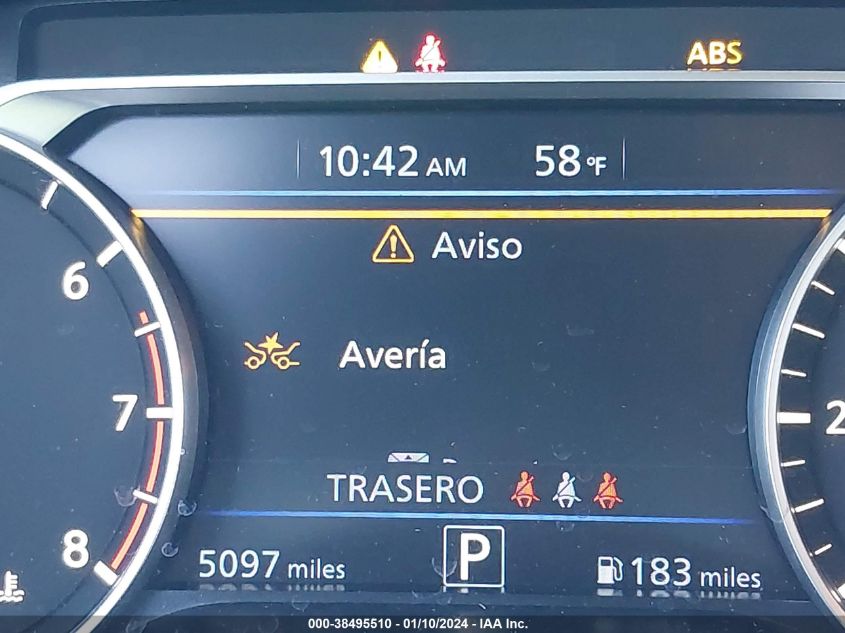 ABS
10:42 AM 58 °F
Aviso
6
Avería
7
2
TRASERO
8
P
5097 miles
183 miles
000-38495510 - 01/10/2024 - IAA Inc.